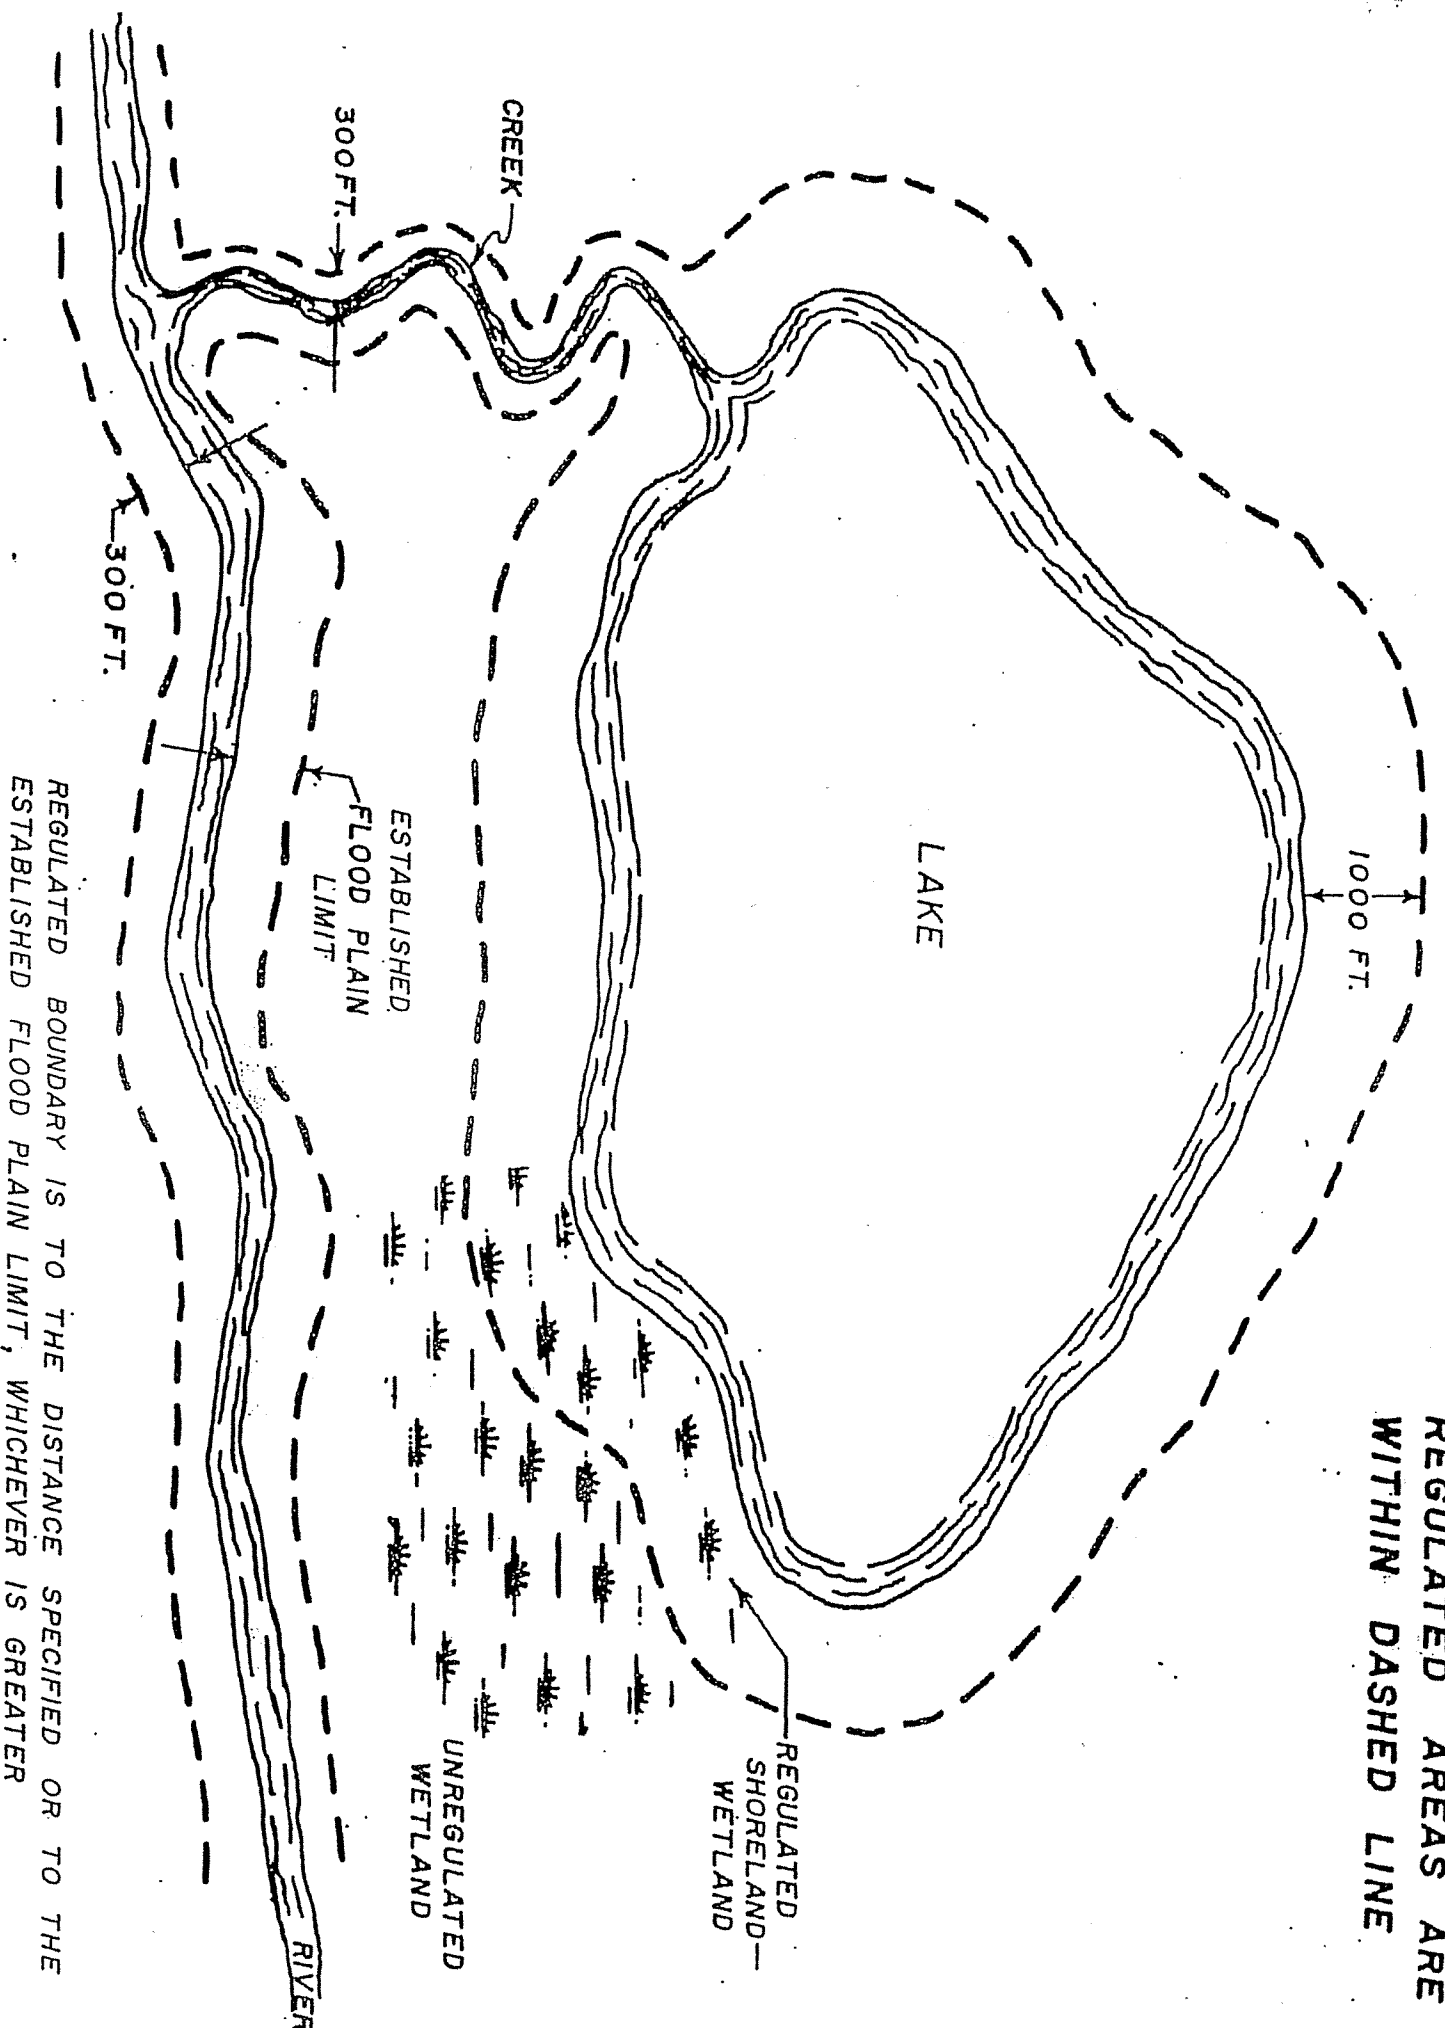 REGULATED AREAS ARE
WITHIN DASHED LINE
1000 FT.
LAKE
CREEK
300 FT.
REGULATED
SHORELAND—
WETLAND
ESTABLISHED
FLOOD PLAIN
LIMIT
UNREGULATED
WETLAND
300 FT.
RIVER
REGULATED BOUNDARY IS TO THE DISTANCE SPECIFIED OR TO THE
ESTABLISHED FLOOD PLAIN LIMIT, WHICHEVER IS GREATER